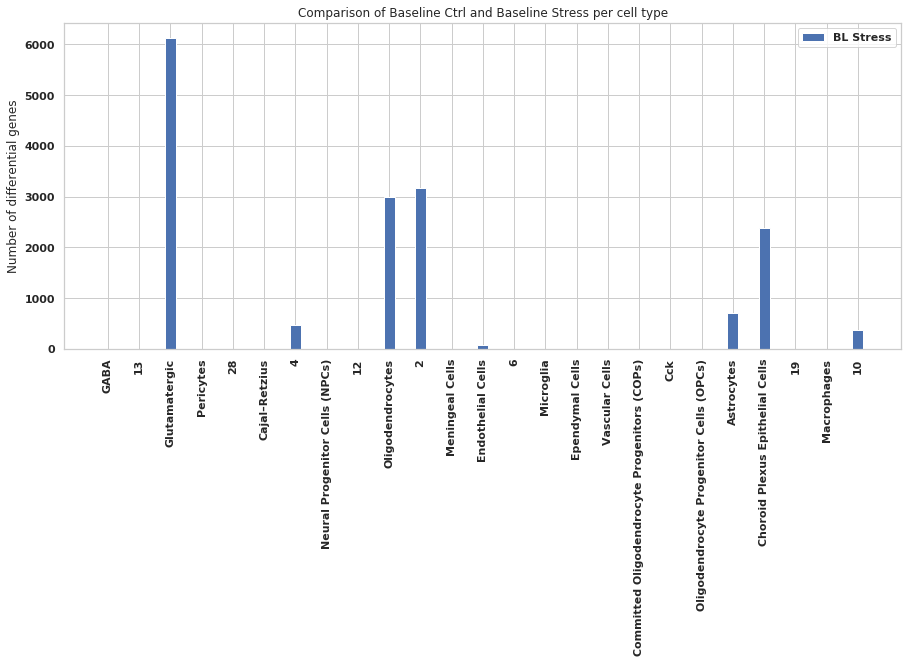 Comparison of Baseline Ctrl and Baseline Stress per cell type
BL Stress
Number of differential genes
6000
5000
4000
3000
2000
1000
0
GABA
13
Glutamatergic
Pericytes
28
Cajal-Retzius
4
Neural Progenitor Cells (NPCs)
12
Oligodendrocytes
2
Meningeal Cells
Endothelial Cells
6
Microglia
Ependymal Cells
Vascular Cells
Committed Oligodendrocyte Progenitors (COPs)
Cck
Oligodendrocyte Progenitor Cells (OPCs)
Astrocytes
Choroid Plexus Epithelial Cells
19
Macrophages
10